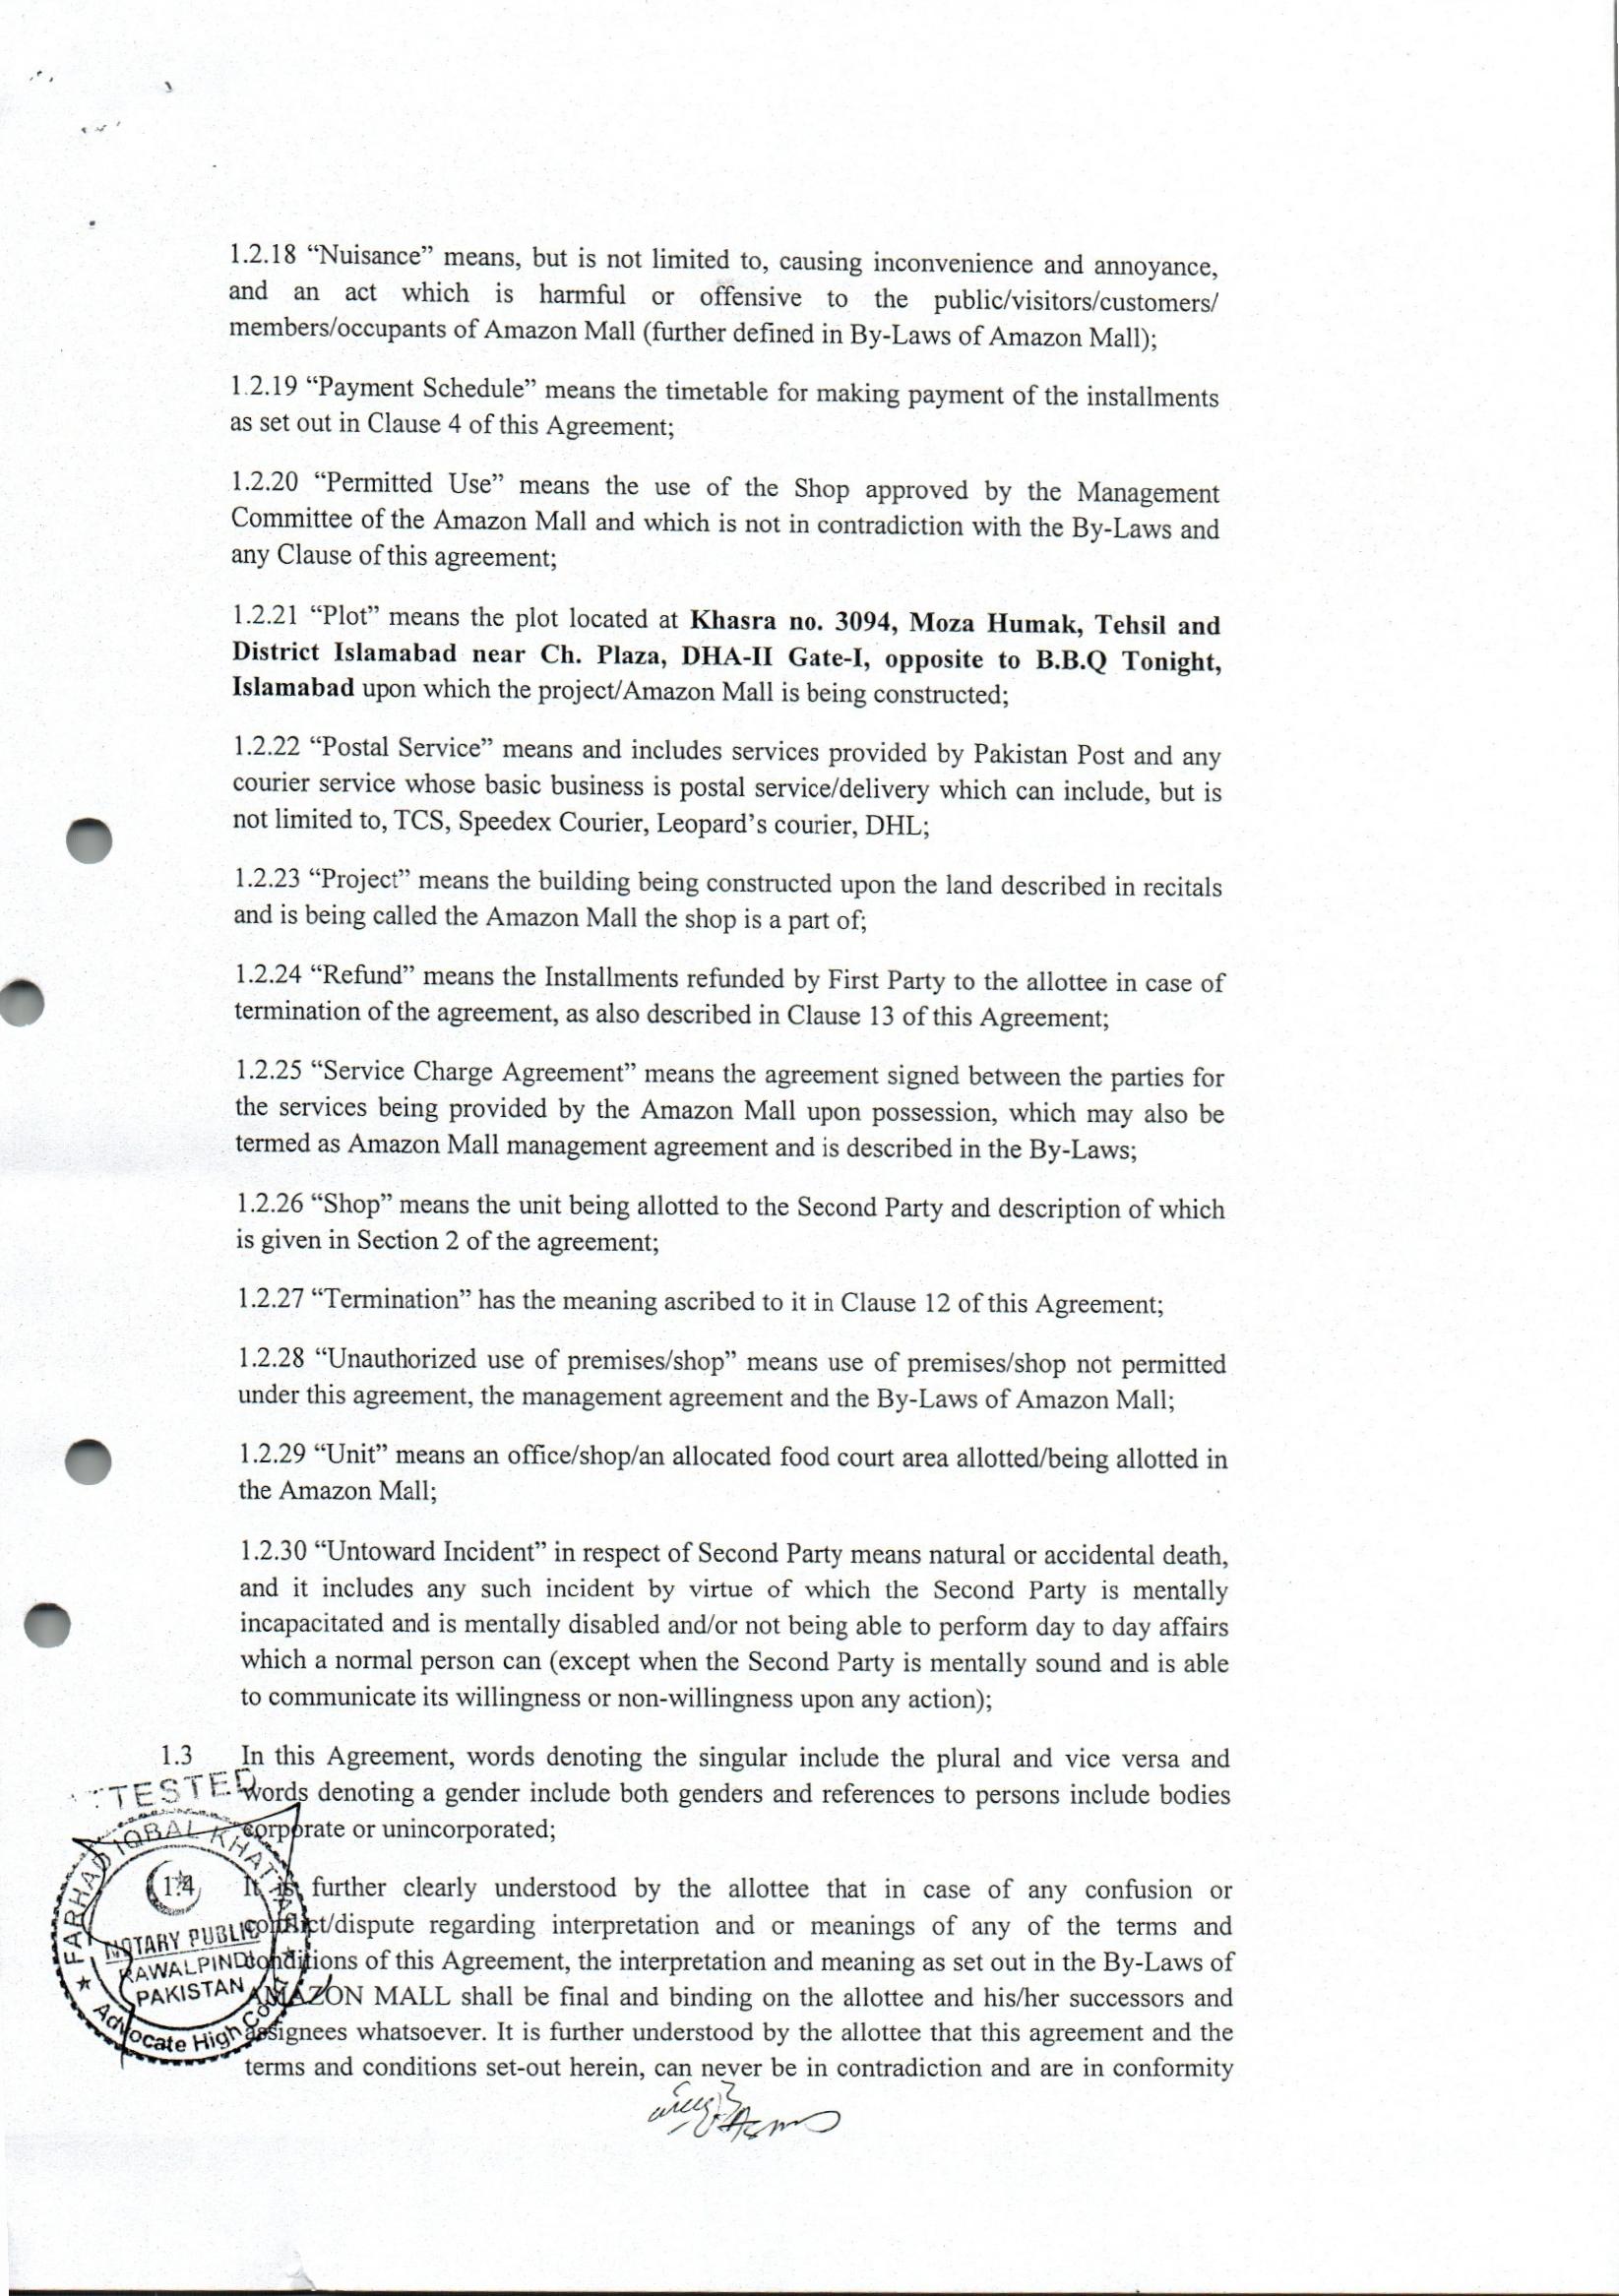 1.2.18 “Nuisance” means, but is not limited to, causing inconvenience and annoyance,
and an act which is harmful or offensive to the public/visitors/customers/
members/occupants of Amazon Mall (further defined in By-Laws of Amazon Mall);
1.2.19 “Payment Schedule” means the timetable for making payment of the installments
as set out in Clause 4 of this Agreement;
1.2.20 “Permitted Use” means the use of the Shop approved by the Management
Committee of the Amazon Mall and which is not in contradiction with the By-Laws and
any Clause of this agreement;
1.2.21 “Plot” means the plot located at Khasra no. 3094, Moza Humak, Tehsil and
District Islamabad near Ch. Plaza, DHA-II Gate-I, opposite to B.B.Q Tonight,
Islamabad upon which the project/Amazon Mall is being constructed;
1.2.22 “Postal Service” means and includes services provided by Pakistan Post and any
courier service whose basic business is postal service/delivery which can include, but is
not limited to, TCS, Speedex Courier, Leopard’s courier, DHL;
1.2.23 “Project” means the building being constructed upon the land described in recitals
and is being called the Amazon Mall the shop is a part of;
1.2.24 “Refund” means the Installments refunded by First Party to the allottee in case of
termination of the agreement, as also described in Clause 13 of this Agreement;
1.2.25 “Service Charge Agreement” means the agreement signed between the parties for
the services being provided by the Amazon Mall upon possession, which may also be
termed as Amazon Mall management agreement and is described in the By-Laws;
1.2.26 “Shop” means the unit being allotted to the Second Party and description of which
is given in Section 2 of the agreement;
1.2.27 “Termination” has the meaning ascribed to it in Clause 12 of this Agreement;
1.2.28 “Unauthorized use of premises/shop” means use of premises/shop not permitted
under this agreement, the management agreement and the By-Laws of Amazon Mall;
1.2.29 “Unit” means an office/shop/an allocated food court area allotted/being allotted in
the Amazon Mall;
1.2.30 “Untoward Incident” in respect of Second Party means natural or accidental death,
and it includes any such incident by virtue of which the Second Party is mentally
incapacitated and is mentally disabled and/or not being able to perform day to day affairs
which a normal person can (except when the Second Party is mentally sound and is able
to communicate its willingness or non-willingness upon any action);
1.3 In this Agreement, words denoting the singular include the plural and vice versa and
words denoting a gender include both genders and references to persons include bodies
corporate or unincorporated;
1.4 It is further clearly understood by the allottee that in case of any confusion or
conflict/dispute regarding interpretation and or meanings of any of the terms and
conditions of this Agreement, the interpretation and meaning as set out in the By-Laws of
AMAZON MALL shall be final and binding on the allottee and his/her successors and
assignees whatsoever. It is further understood by the allottee that this agreement and the
terms and conditions set-out herein, can never be in contradiction and are in conformity
TESTED
FARHAD IQBAL
NOTARY PUBLIC
RAWALPINDI
PAKISTAN
Advocate High